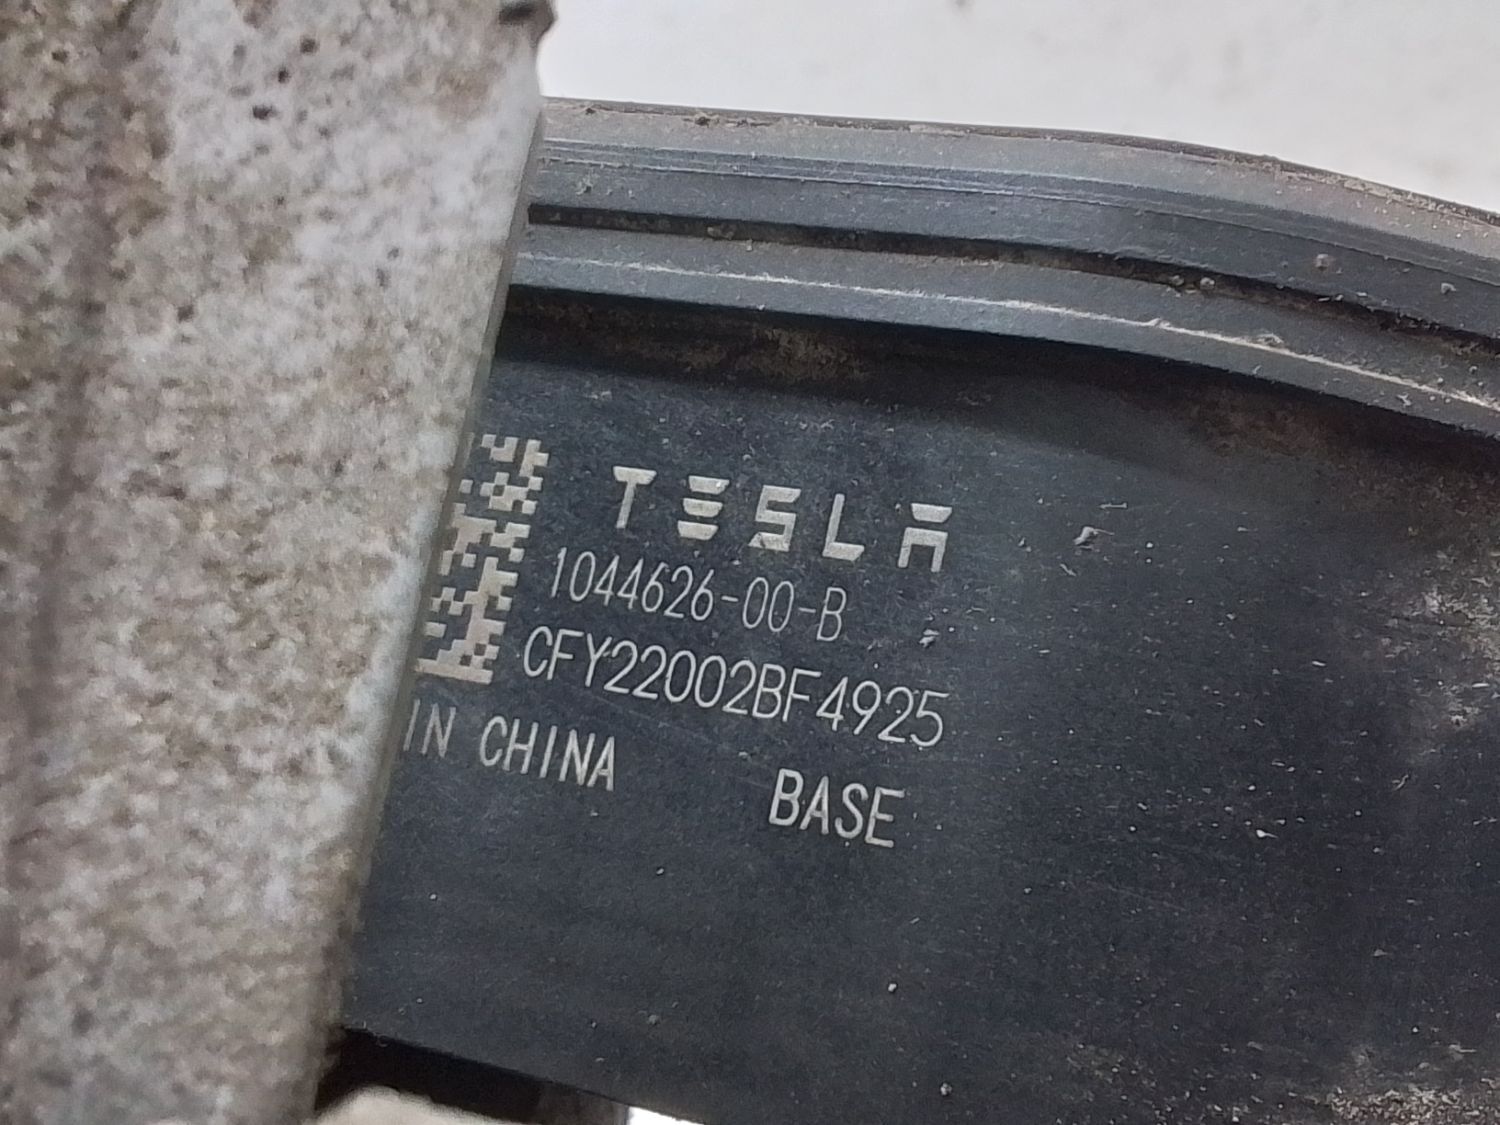 TESLA
1044626-00-B
CFY22002BF4925
IN CHINA BASE